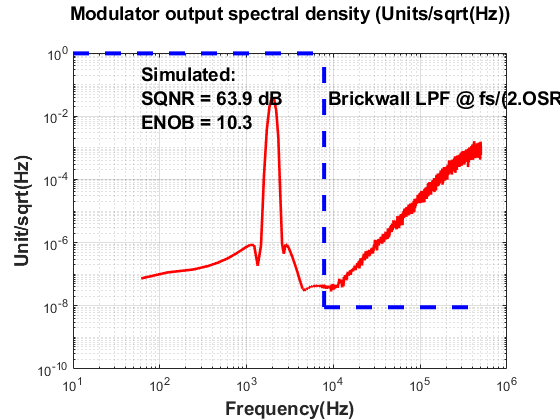 Modulator output spectral density (Units/sqrt(Hz))
Simulated:
SQNR = 63.9 dB
ENOB = 10.3
Brickwall LPF @ fs/(2.OSR
Unit/sqrt(Hz)
10^0
10^-2
10^-4
10^-6
10^-8
10^-10
10^1
10^2
10^3
10^4
10^5
10^6
Frequency(Hz)